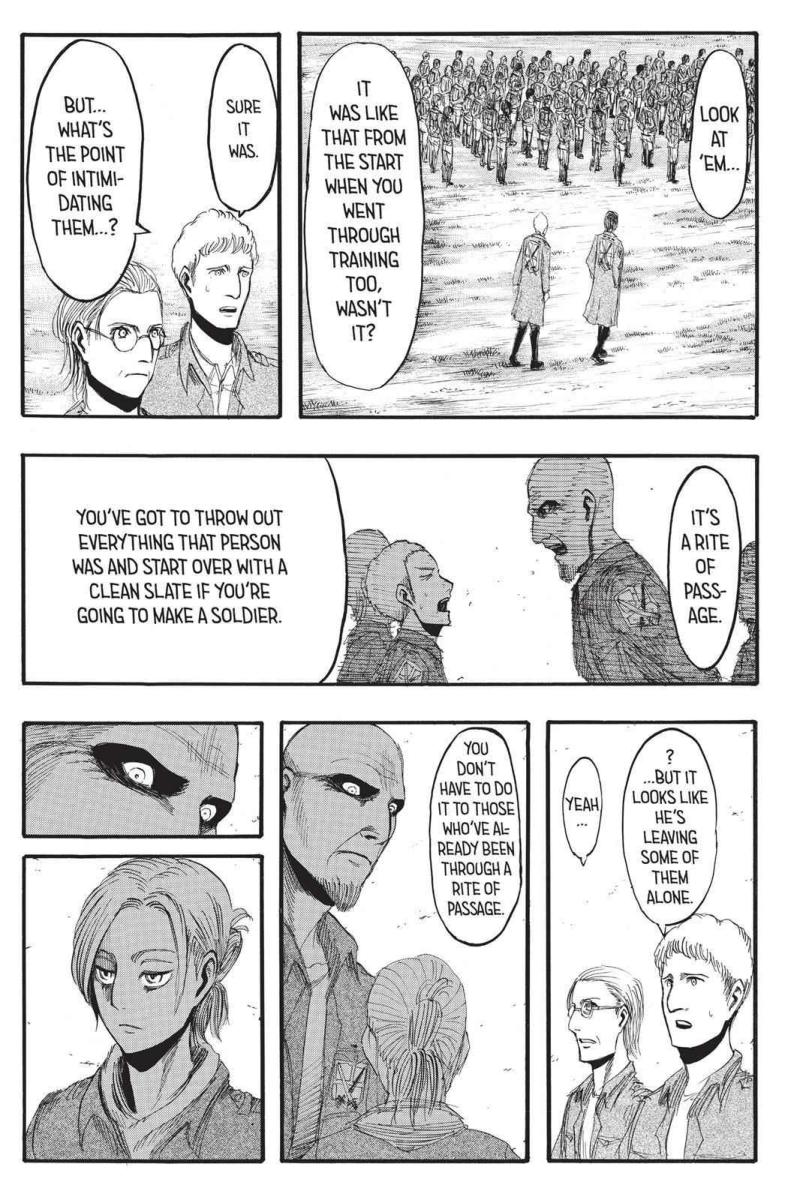 LOOK
AT
'EM...
IT
WAS LIKE
THAT FROM
THE START
WHEN YOU
WENT
THROUGH
TRAINING
TOO,
WASN'T
IT?
SURE
IT
WAS.
BUT...
WHAT'S
THE POINT
OF INTIMI-
DATING
THEM...?
IT'S
A RITE
OF
PASS-
AGE.
YOU'VE GOT TO THROW OUT
EVERYTHING THAT PERSON
WAS AND START OVER WITH A
CLEAN SLATE IF YOU'RE
GOING TO MAKE A SOLDIER.
?
...BUT IT
LOOKS LIKE
HE'S
LEAVING
SOME OF
THEM
ALONE.
YEAH
...
YOU
DON'T
HAVE TO DO
IT TO THOSE
WHO'VE AL-
READY BEEN
THROUGH A
RITE OF
PASSAGE.